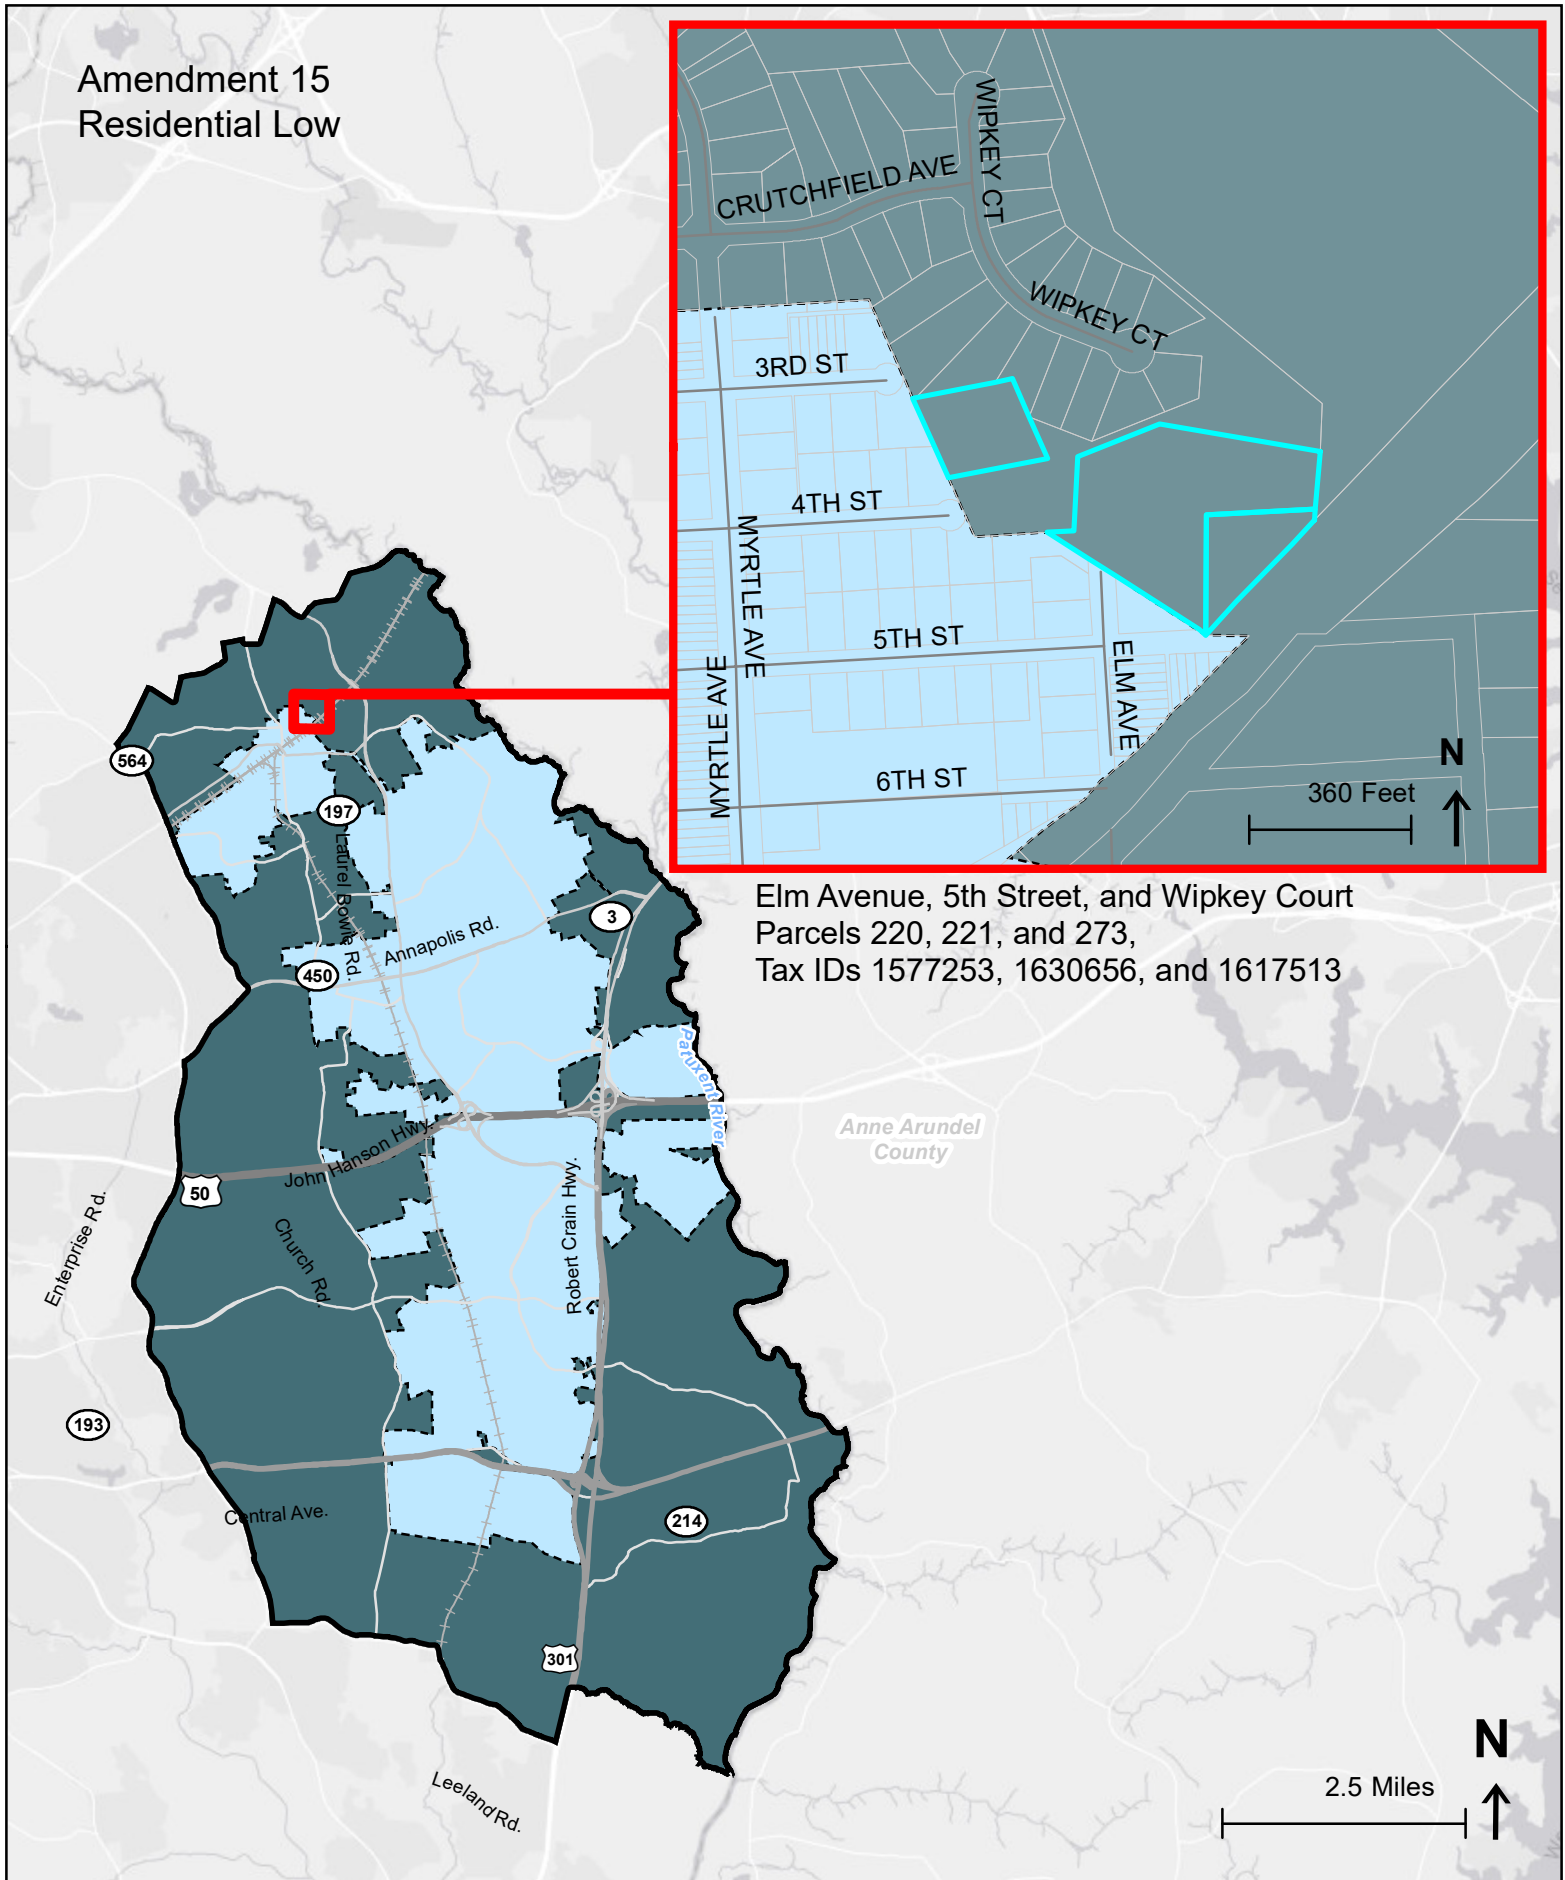 Amendment 15
Residential Low
WIPKEY CT
CRUTCHFIELD AVE
WIPKEY CT
3RD ST
4TH ST
MYRTLE AVE
5TH ST
ELM AVE
MYRTLE AVE
6TH ST
N
360 Feet
Elm Avenue, 5th Street, and Wipkey Court
Parcels 220, 221, and 273,
Tax IDs 1577253, 1630656, and 1617513
564
197
Laurel Bowie Rd.
3
Annapolis Rd.
450
Patuxent River
Anne Arundel
County
John Hanson Hwy.
50
Enterprise Rd.
Church Rd.
Robert Crain Hwy.
193
Central Ave.
214
301
Leeland Rd.
N
2.5 Miles